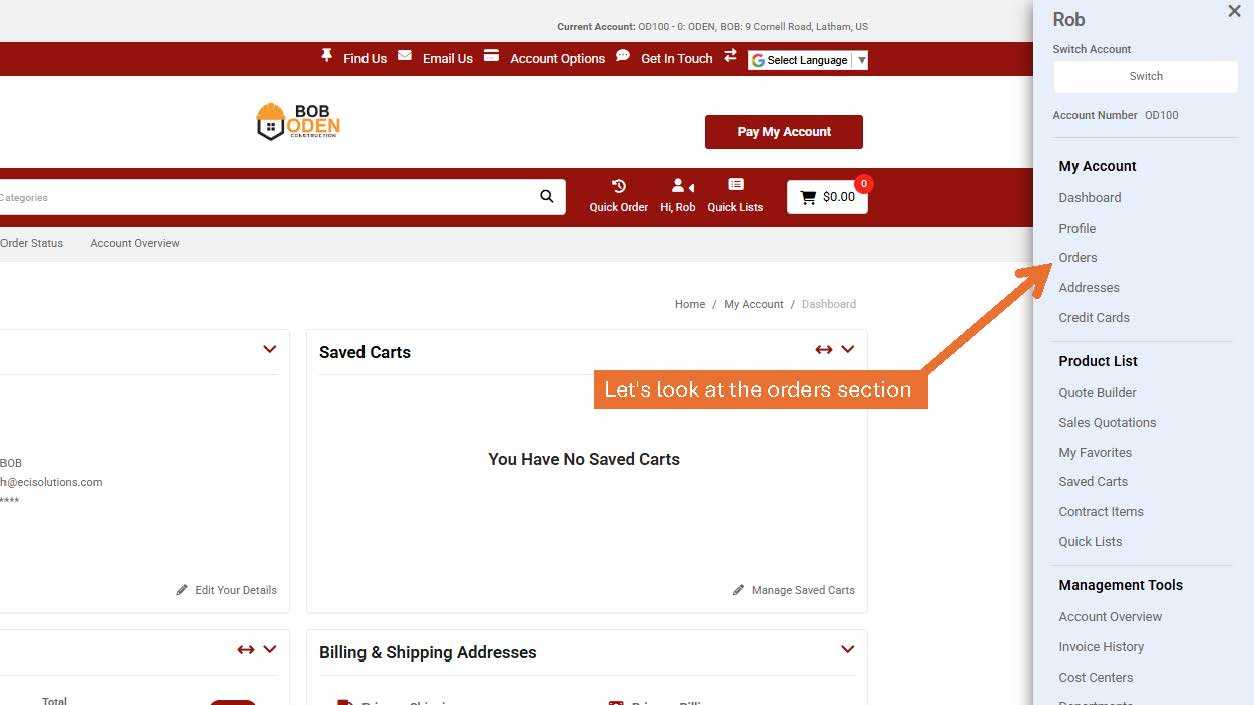 Current Account: OD100 - 0: ODEN, BOB: 9 Cornell Road, Latham, US
Find Us Email Us Account Options Get In Touch Select Language ▼
BOB
ODEN
CONSTRUCTION
Pay My Account
Categories
Quick Order Hi, Rob Quick Lists $0.00 0
Order Status Account Overview
Home / My Account / Dashboard
Saved Carts
Let's look at the orders section
You Have No Saved Carts
BOB
h@ecisolutions.com
****
Edit Your Details
Manage Saved Carts
Billing & Shipping Addresses
Total
Rob
Switch Account
Switch
Account Number OD100
My Account
Dashboard
Profile
Orders
Addresses
Credit Cards
Product List
Quote Builder
Sales Quotations
My Favorites
Saved Carts
Contract Items
Quick Lists
Management Tools
Account Overview
Invoice History
Cost Centers